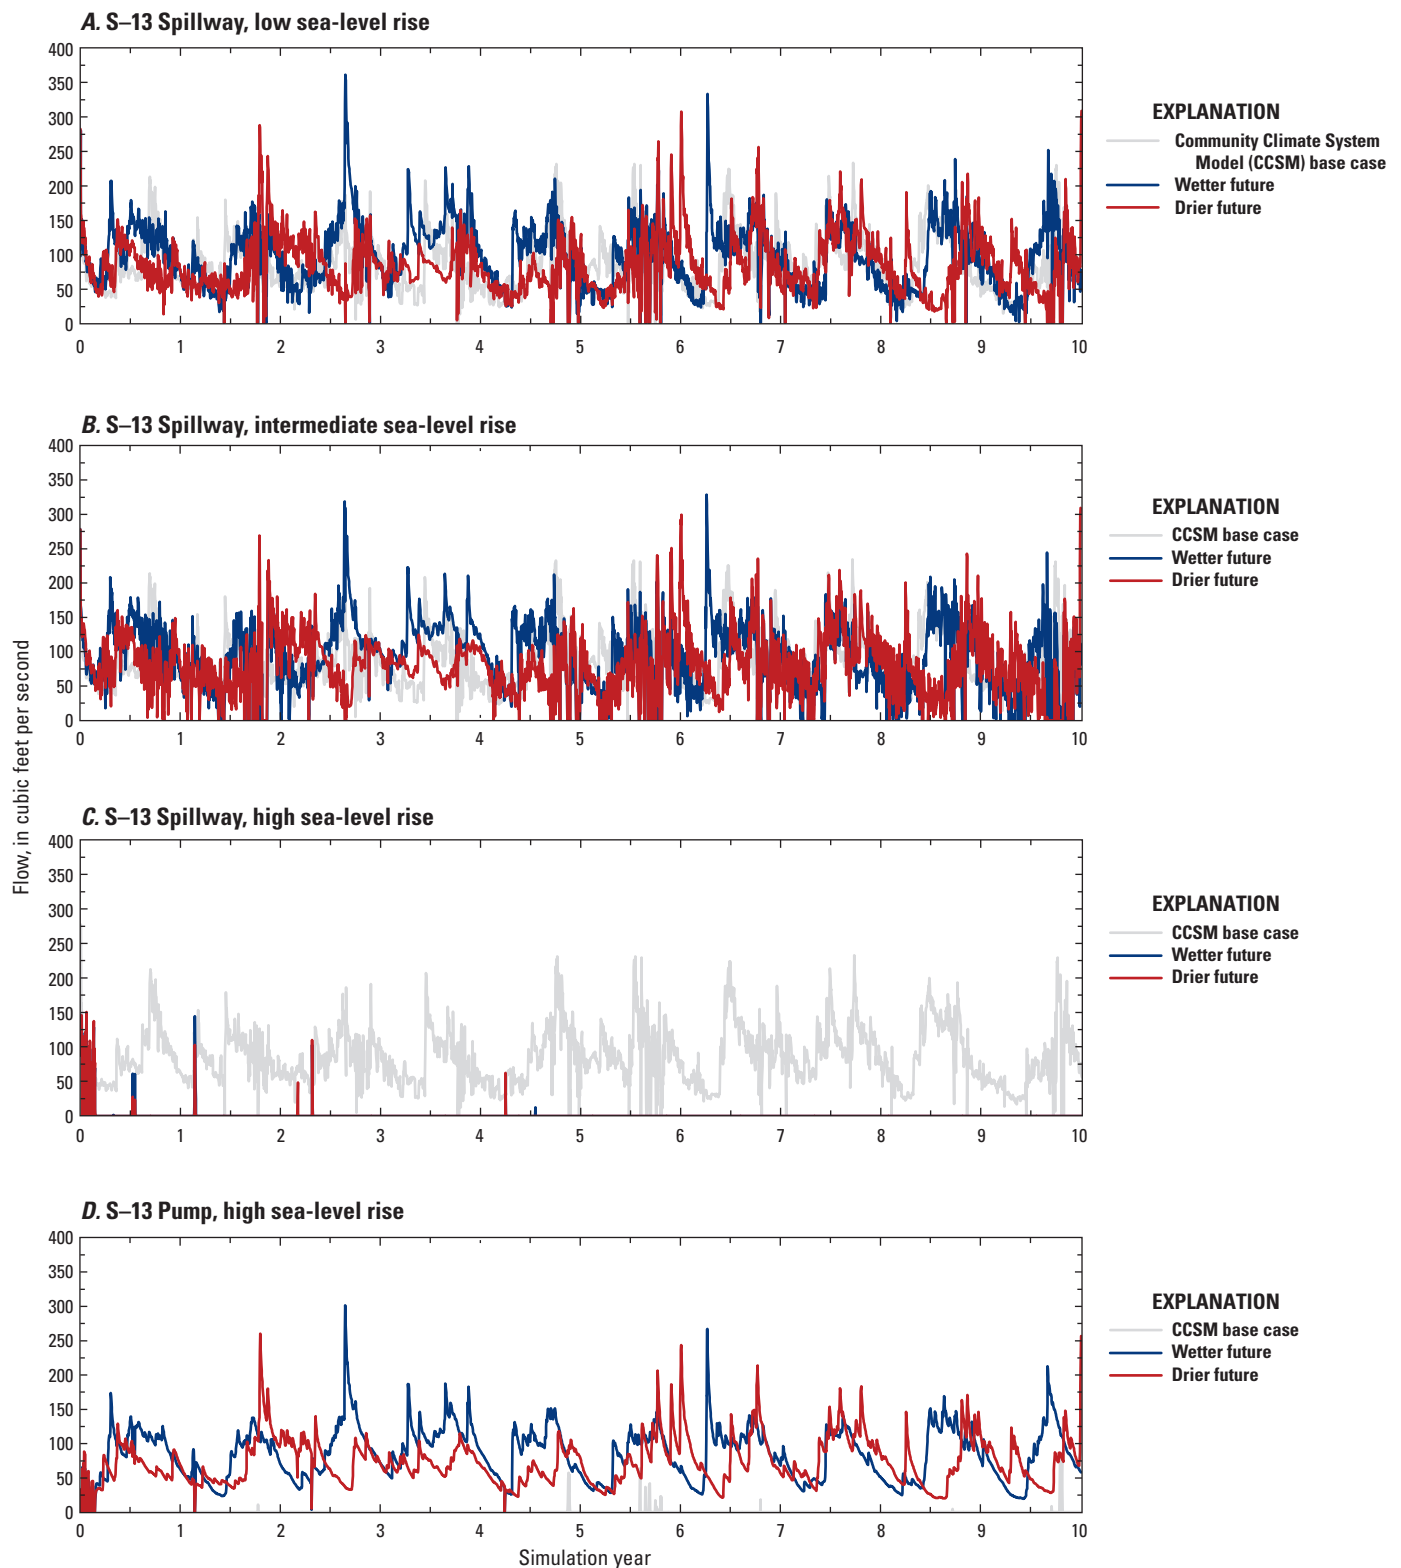 A. S–13 Spillway, low sea-level rise
400
350
300
250
200
150
100
50
0
0 1 2 3 4 5 6 7 8 9 10
EXPLANATION
Community Climate System
Model (CCSM) base case
Wetter future
Drier future
B. S–13 Spillway, intermediate sea-level rise
400
350
300
250
200
150
100
50
0
0 1 2 3 4 5 6 7 8 9 10
EXPLANATION
CCSM base case
Wetter future
Drier future
Flow, in cubic feet per second
C. S–13 Spillway, high sea-level rise
400
350
300
250
200
150
100
50
0
0 1 2 3 4 5 6 7 8 9 10
EXPLANATION
CCSM base case
Wetter future
Drier future
D. S–13 Pump, high sea-level rise
400
350
300
250
200
150
100
50
0
0 1 2 3 4 5 6 7 8 9 10
EXPLANATION
CCSM base case
Wetter future
Drier future
Simulation year